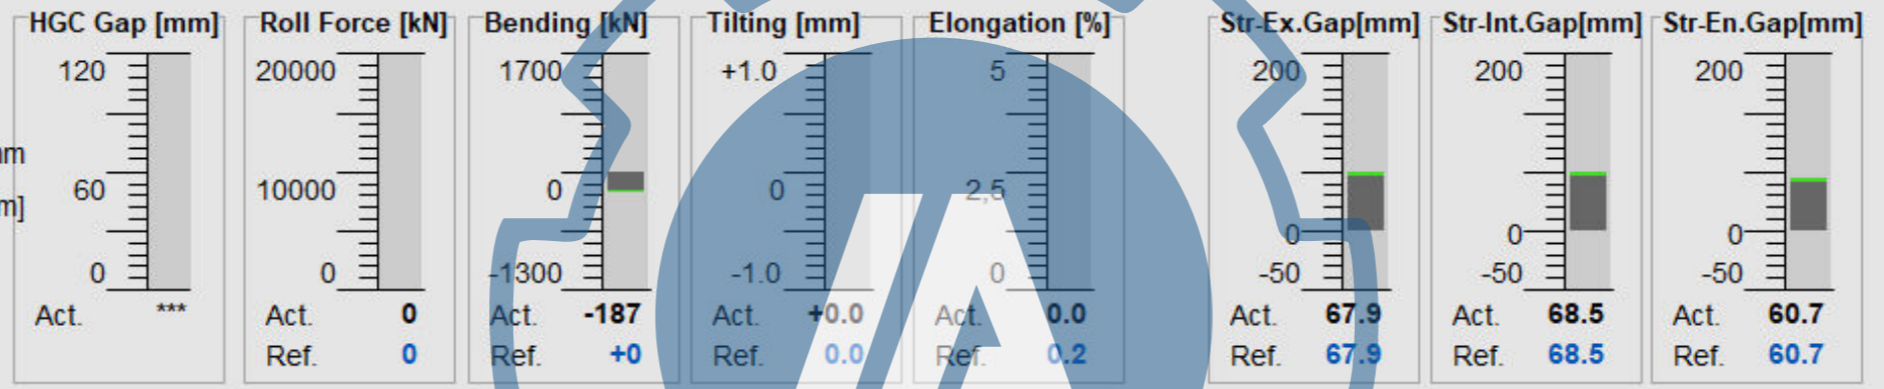 HGC Gap [mm] Roll Force [kN] Bending [kN] Tilting [mm] Elongation [%] Str-Ex.Gap[mm] Str-Int.Gap[mm] Str-En.Gap[mm]
120 20000 1700 +1.0 5 200 200 200
60 10000 0 0 2,5
0 0 0
0 0 -1300 -1.0 0 -50 -50 -50
Act. *** Act. 0 Act. -187 Act. +0.0 Act. 0.0 Act. 67.9 Act. 68.5 Act. 60.7
Ref. 0 Ref. +0 Ref. 0.0 Ref. 0.2 Ref. 67.9 Ref. 68.5 Ref. 60.7